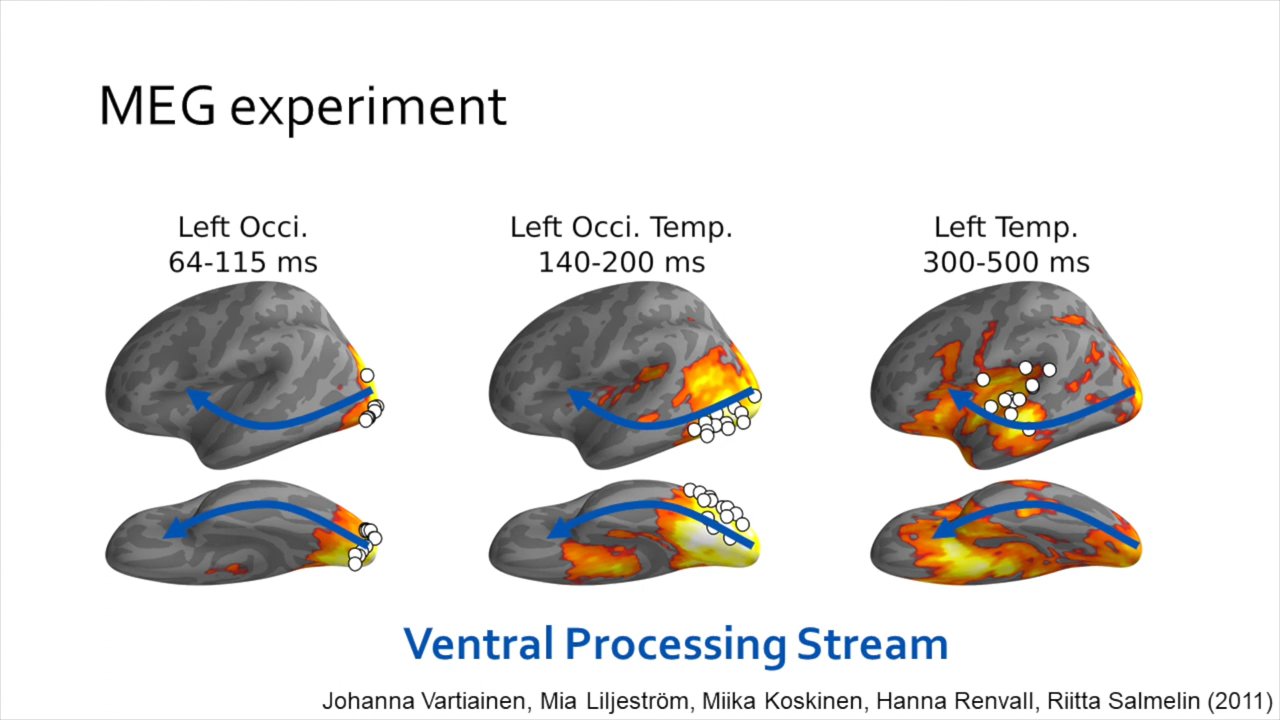 MEG experiment
Left Occi.
64-115 ms
Left Occi. Temp.
140-200 ms
Left Temp.
300-500 ms
Ventral Processing Stream
Johanna Vartiainen, Mia Liljeström, Miika Koskinen, Hanna Renvall, Riitta Salmelin (2011)